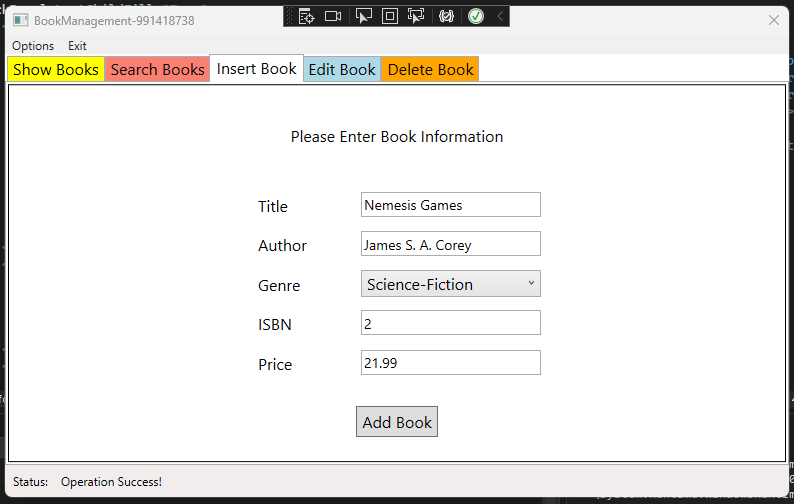 BookManagement-991418738
Options Exit
Show Books Search Books Insert Book Edit Book Delete Book
Please Enter Book Information
Title Nemesis Games
Author James S. A. Corey
Genre Science-Fiction
ISBN 2
Price 21.99
Add Book
Status: Operation Success!